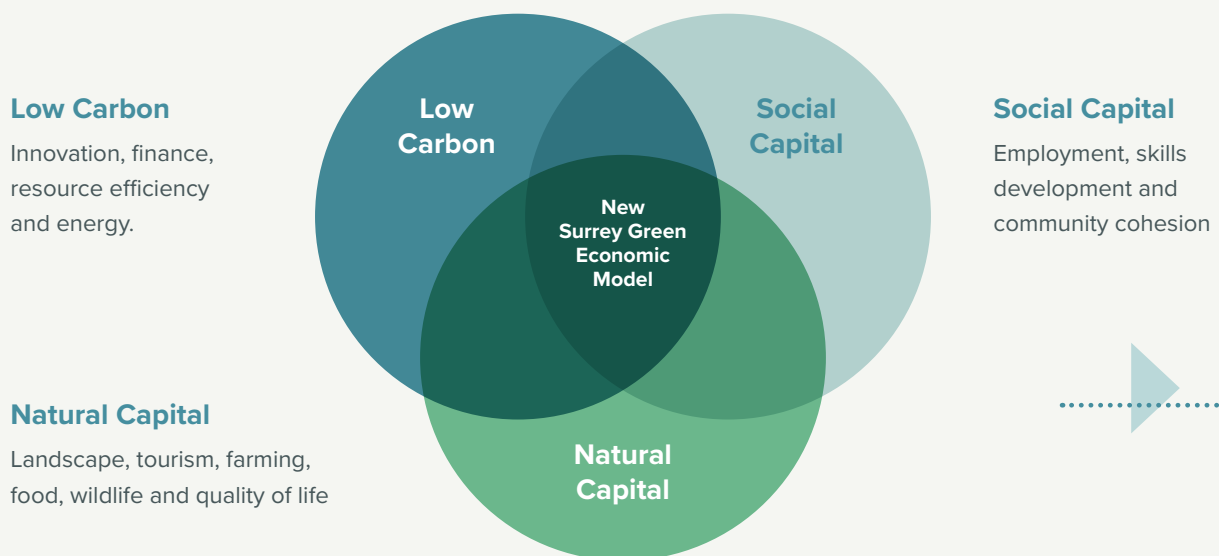 Low Carbon
Innovation, finance,
resource efficiency
and energy.
Low
Carbon
Social
Capital
New
Surrey Green
Economic
Model
Social Capital
Employment, skills
development and
community cohesion
Natural Capital
Landscape, tourism, farming,
food, wildlife and quality of life
Natural
Capital